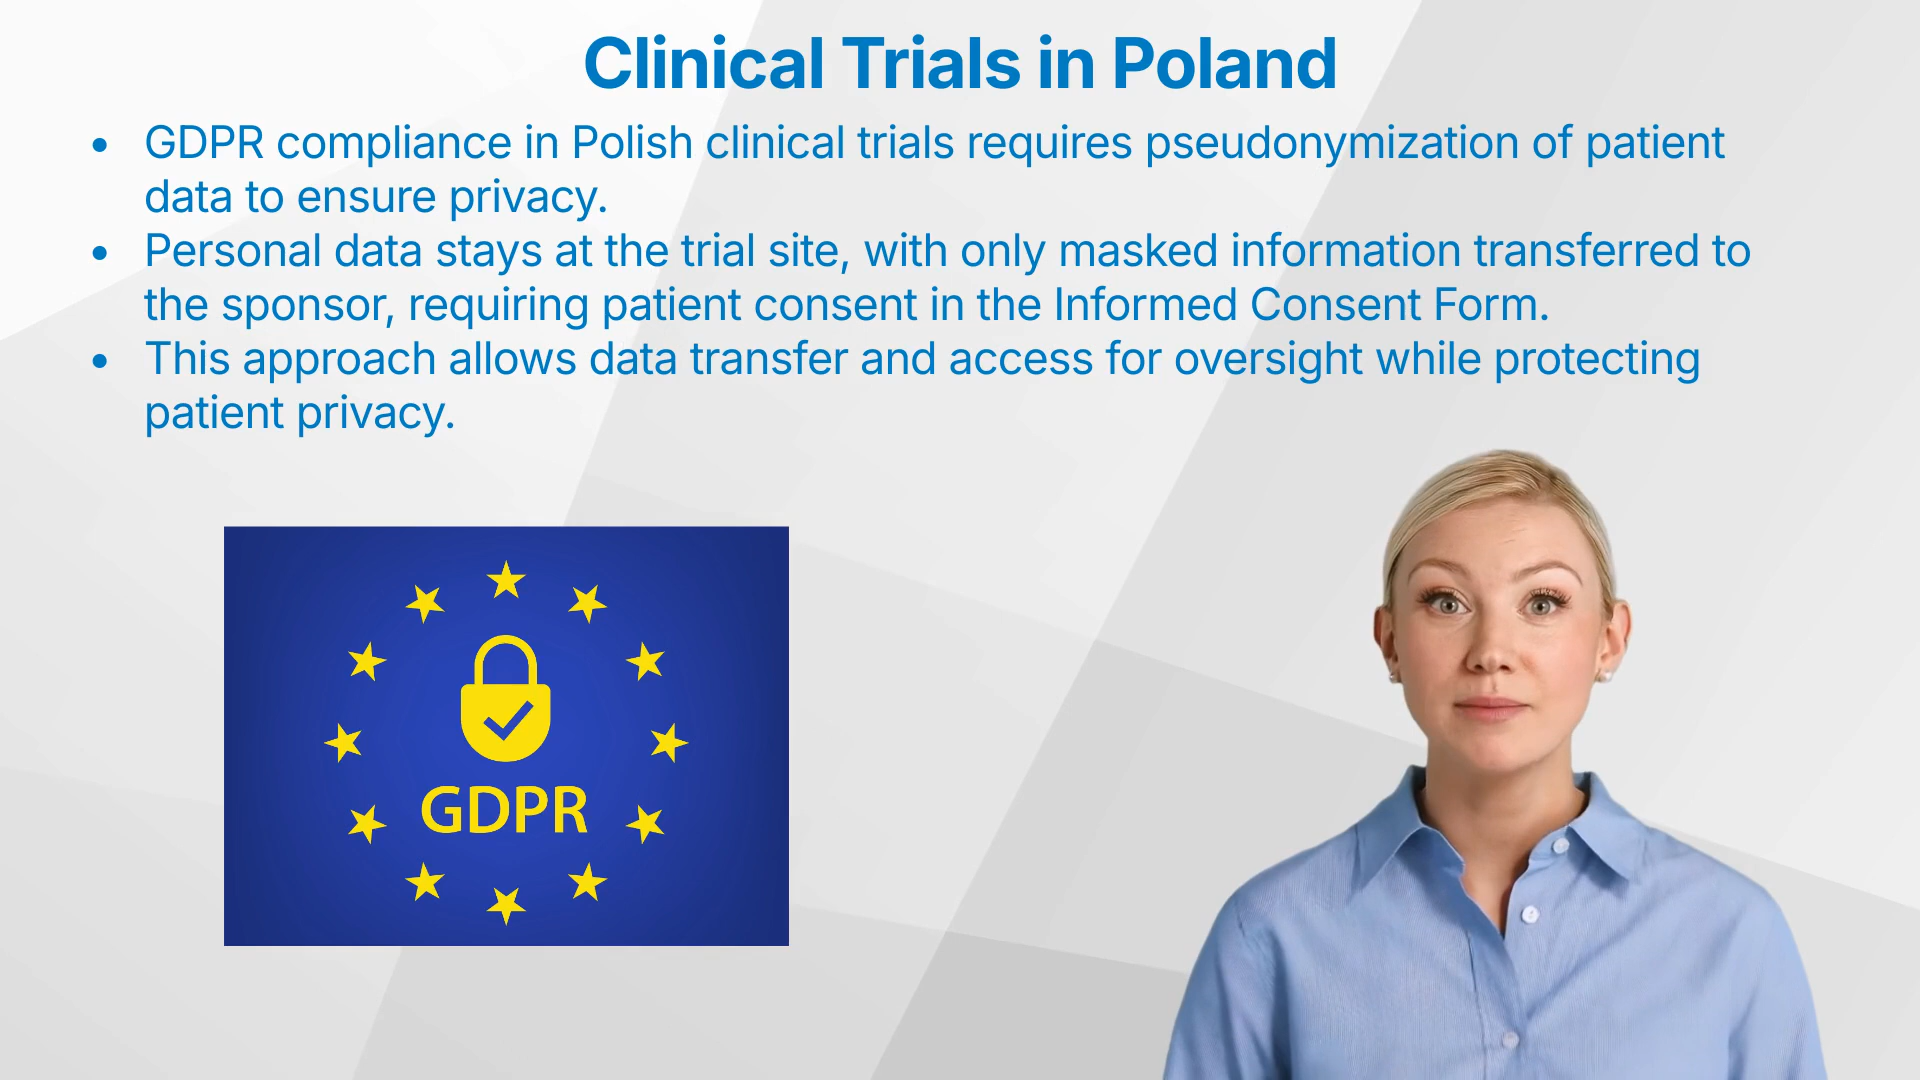 Clinical Trials in Poland
• GDPR compliance in Polish clinical trials requires pseudonymization of patient
data to ensure privacy.
• Personal data stays at the trial site, with only masked information transferred to
the sponsor, requiring patient consent in the Informed Consent Form.
• This approach allows data transfer and access for oversight while protecting
patient privacy.
GDPR